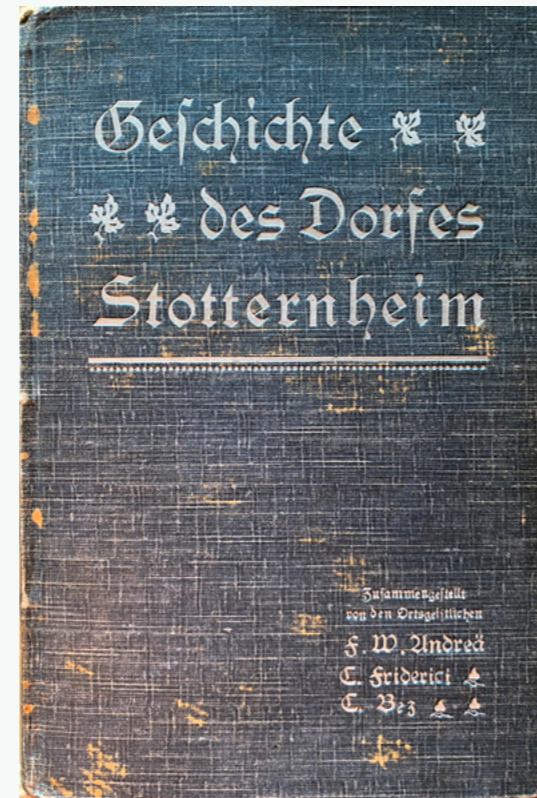 Geſchichte
des Dorfes
Stotternheim
Zuſammengeſtellt
von den Ortsgeiſtlichen
F. W. Andreä
C. Friderici
C. Bez